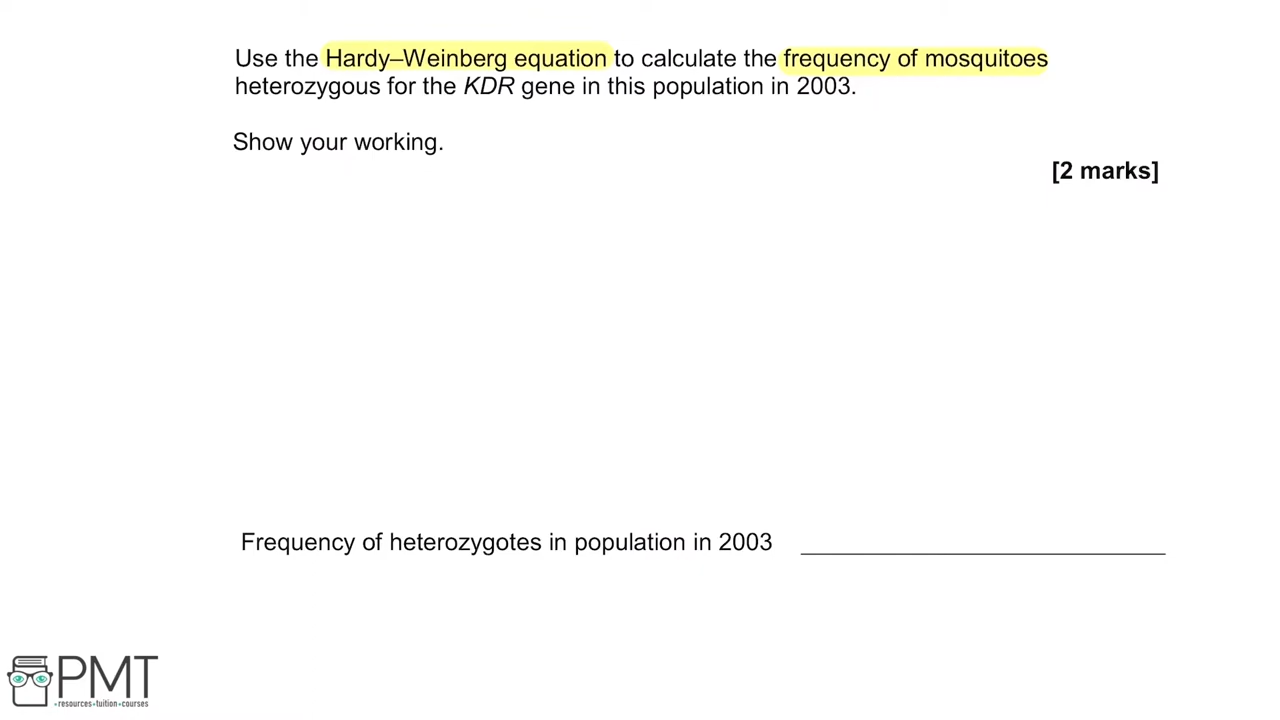 Use the Hardy–Weinberg equation to calculate the frequency of mosquitoes
heterozygous for the KDR gene in this population in 2003.
Show your working.
[2 marks]
Frequency of heterozygotes in population in 2003
PMT
•resources•tuition•courses